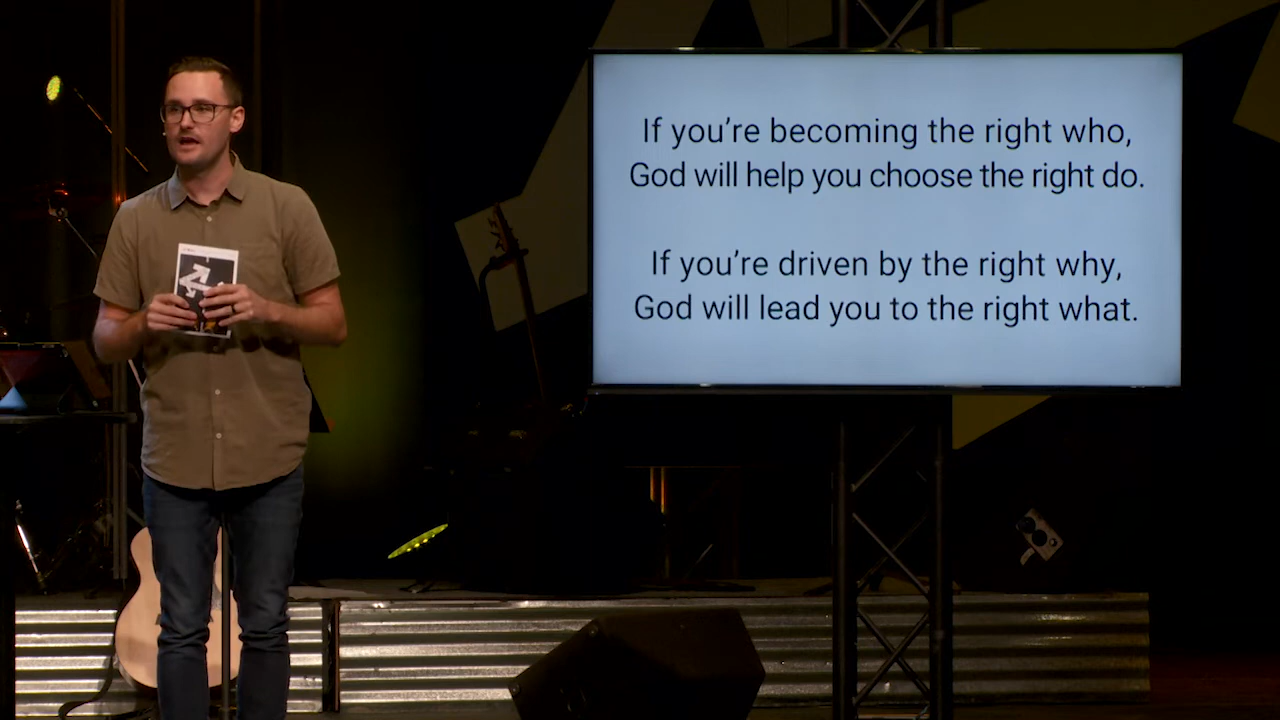 If you’re becoming the right who,
God will help you choose the right do.
If you’re driven by the right why,
God will lead you to the right what.